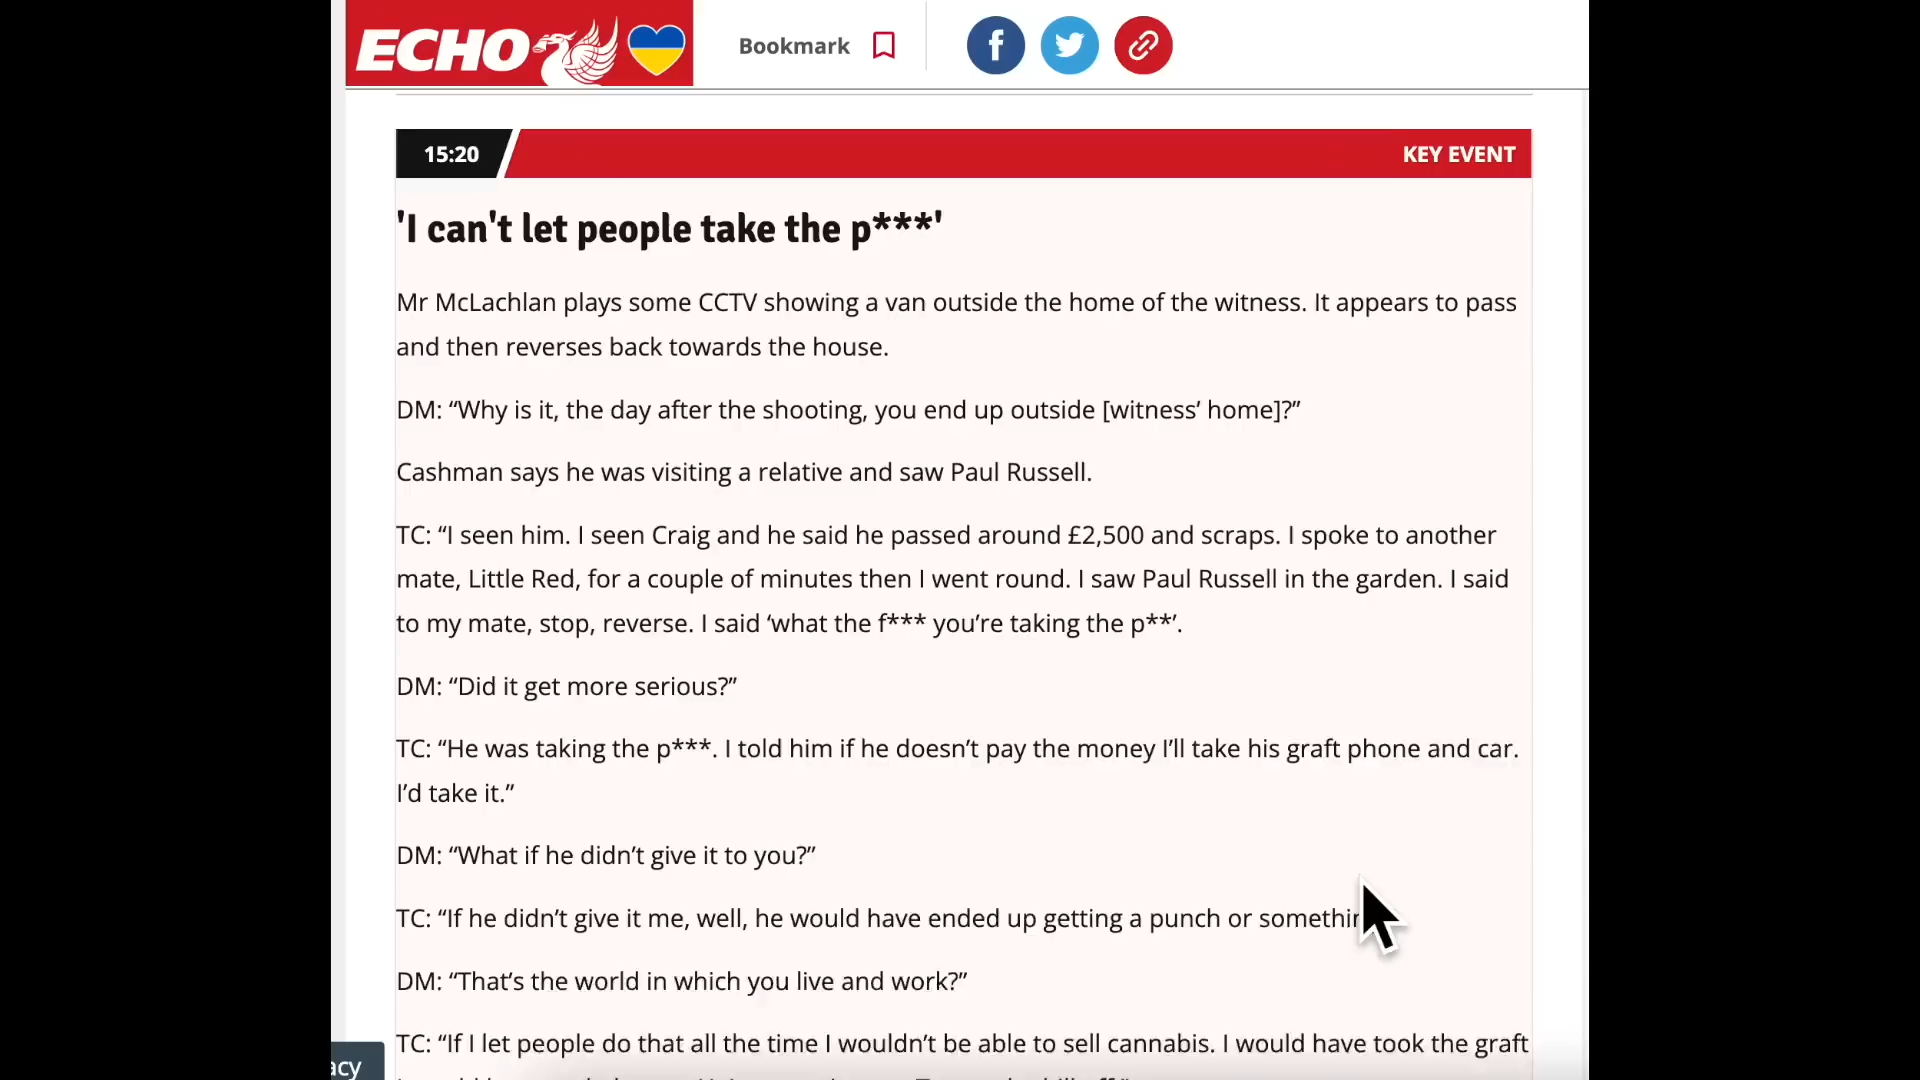 ECHO
Bookmark
15:20
KEY EVENT
'I can't let people take the p***'
Mr McLachlan plays some CCTV showing a van outside the home of the witness. It appears to pass
and then reverses back towards the house.
DM: “Why is it, the day after the shooting, you end up outside [witness’ home]?”
Cashman says he was visiting a relative and saw Paul Russell.
TC: “I seen him. I seen Craig and he said he passed around £2,500 and scraps. I spoke to another
mate, Little Red, for a couple of minutes then I went round. I saw Paul Russell in the garden. I said
to my mate, stop, reverse. I said ‘what the f*** you’re taking the p**’.
DM: “Did it get more serious?”
TC: “He was taking the p***. I told him if he doesn’t pay the money I’ll take his graft phone and car.
I’d take it.”
DM: “What if he didn’t give it to you?”
TC: “If he didn’t give it me, well, he would have ended up getting a punch or somethin
DM: “That’s the world in which you live and work?”
TC: “If I let people do that all the time I wouldn’t be able to sell cannabis. I would have took the graft
acy